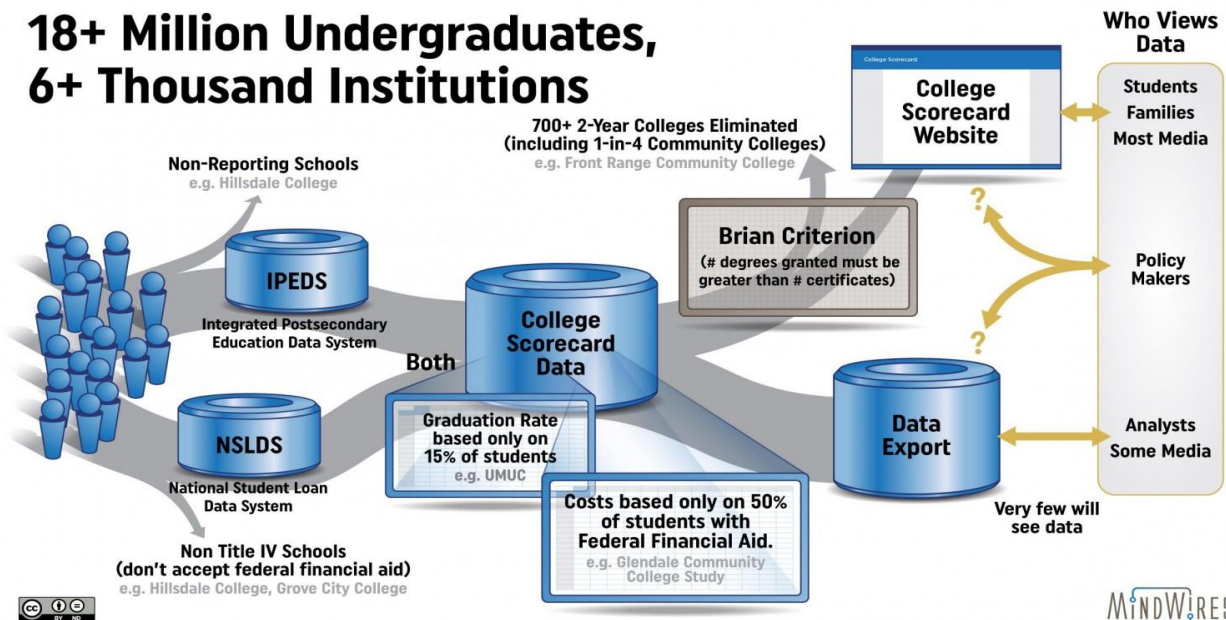 18+ Million Undergraduates,
6+ Thousand Institutions
Who Views
Data
College Scorecard
College
Scorecard
Website
Students
Families
Most Media
700+ 2-Year Colleges Eliminated
(including 1-in-4 Community Colleges)
e.g. Front Range Community College
Non-Reporting Schools
e.g. Hillsdale College
?
Brian Criterion
(# degrees granted must be
greater than # certificates)
Policy
Makers
IPEDS
Integrated Postsecondary
Education Data System
College
Scorecard
Data
Both
?
Graduation Rate
based only on
15% of students
e.g. UMUC
Data
Export
Analysts
Some Media
NSLDS
National Student Loan
Data System
Costs based only on 50%
of students with
Federal Financial Aid.
e.g. Glendale Community
College Study
Very few will
see data
Non Title IV Schools
(don't accept federal financial aid)
e.g. Hillsdale College, Grove City College
cc
BY ND
MINDWIRES